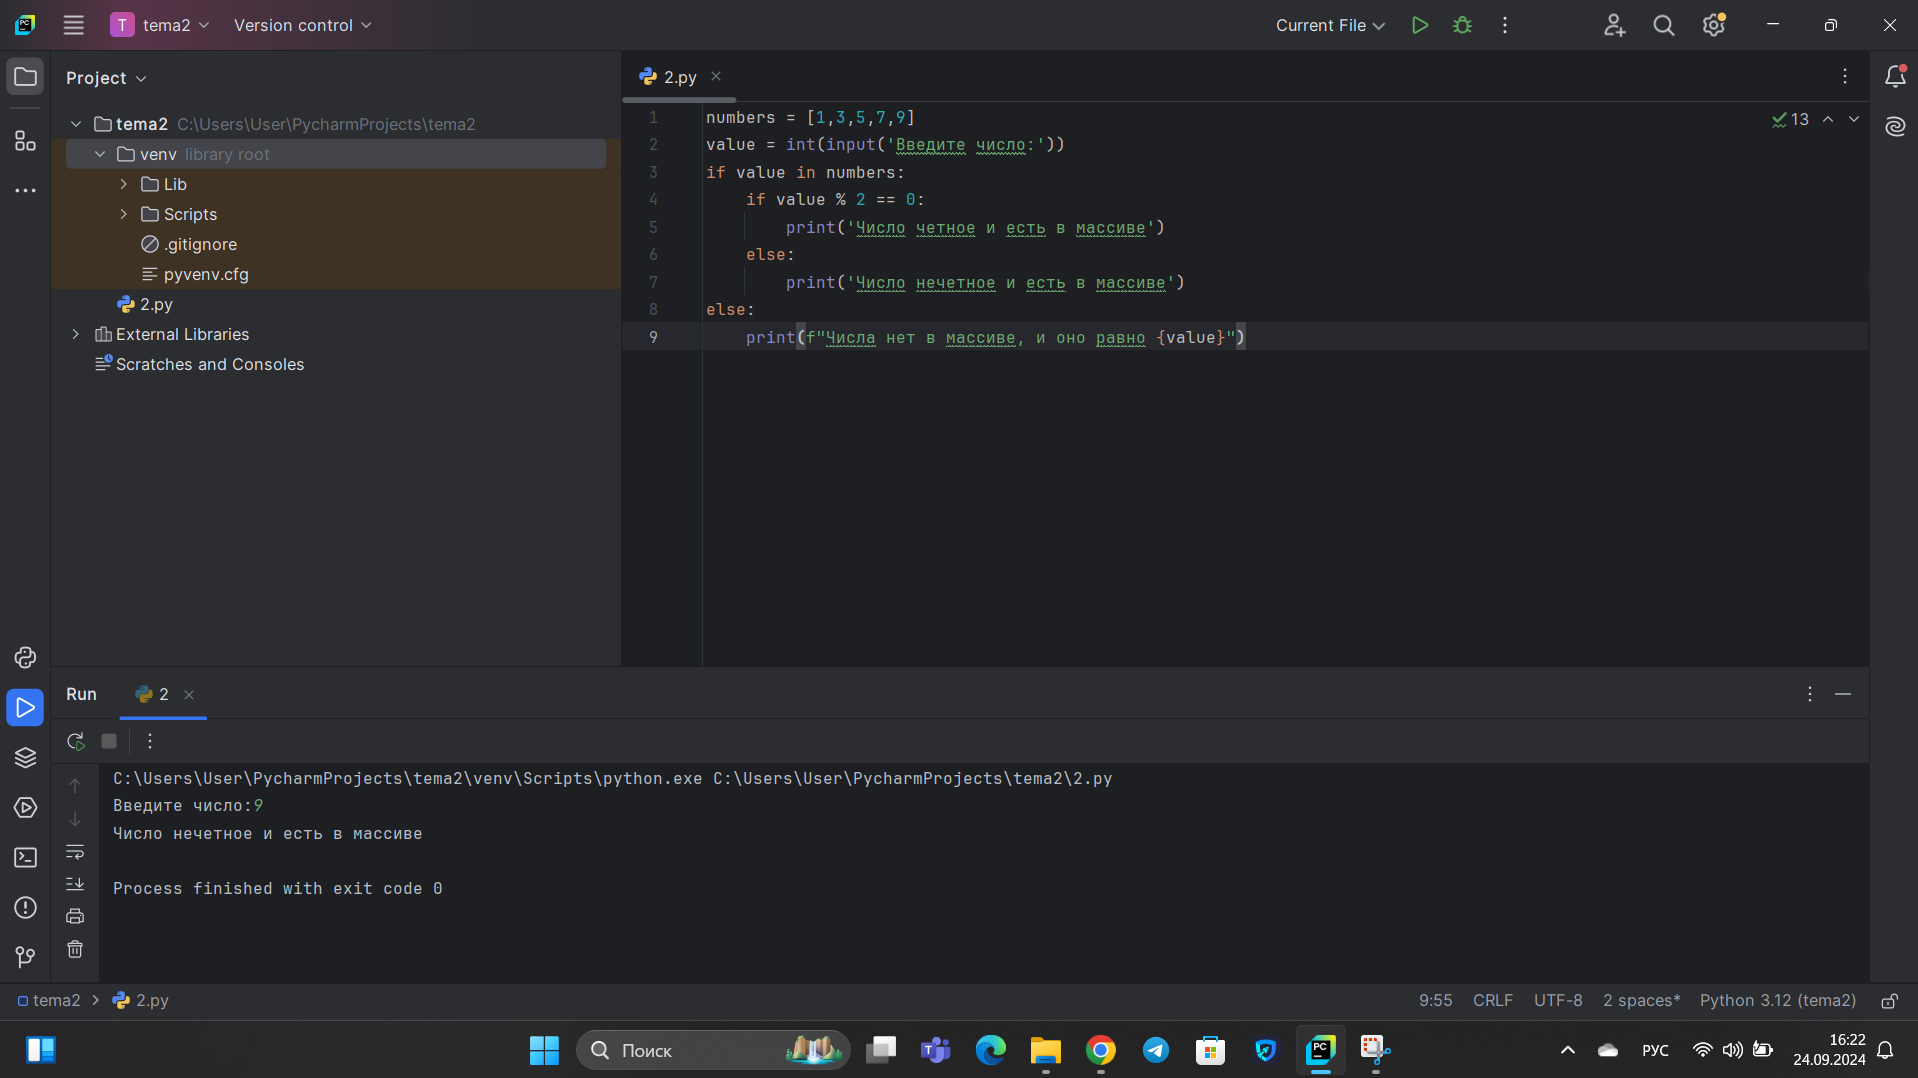 T tema2 Version control Current File
Project
2.py
tema2 C:\Users\User\PycharmProjects\tema2
venv library root
Lib
Scripts
.gitignore
pyvenv.cfg
2.py
External Libraries
Scratches and Consoles
1 numbers = [1,3,5,7,9]
2 value = int(input('Введите число:'))
3 if value in numbers:
4     if value % 2 == 0:
5         print('Число четное и есть в массиве')
6     else:
7         print('Число нечетное и есть в массиве')
8 else:
9     print(f"Числа нет в массиве, и оно равно {value}")
13
Run 2
C:\Users\User\PycharmProjects\tema2\venv\Scripts\python.exe C:\Users\User\PycharmProjects\tema2\2.py
Введите число:9
Число нечетное и есть в массиве
Process finished with exit code 0
tema2 > 2.py 9:55 CRLF UTF-8 2 spaces* Python 3.12 (tema2)
Поиск
РУС
16:22
24.09.2024